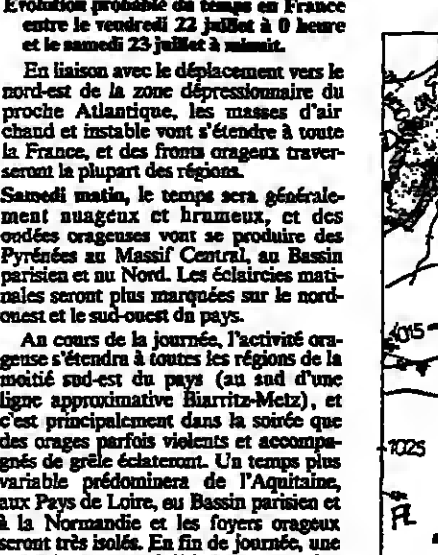 Évolution probable du temps en France
entre le vendredi 22 juillet à 0 heure
et le samedi 23 juillet à minuit.
En liaison avec le déplacement vers le
nord-est de la zone dépressionnaire du
proche Atlantique, les masses d'air
chaud et instable vont s'étendre à toute
la France, et des fronts orageux traver-
seront la plupart des régions.
Samedi matin, le temps sera générale-
ment nuageux et brumeux, et des
ondées orageuses vont se produire des
Pyrénées au Massif Central, au Bassin
parisien et au Nord. Les éclaircies mati-
nales seront plus marquées sur le nord-
ouest et le sud-ouest du pays.
Au cours de la journée, l'activité ora-
geuse s'étendra à toutes les régions de la
moitié sud-est du pays (au sud d'une
ligne approximative Biarritz-Metz), et
c'est principalement dans la soirée que
des orages parfois violents et accompa-
gnés de grêle éclateront. Un temps plus
variable prédominera de l'Aquitaine,
aux Pays de Loire, au Bassin parisien et
à la Normandie et les foyers orageux
seront très isolés. En fin de journée, une
1015
1025